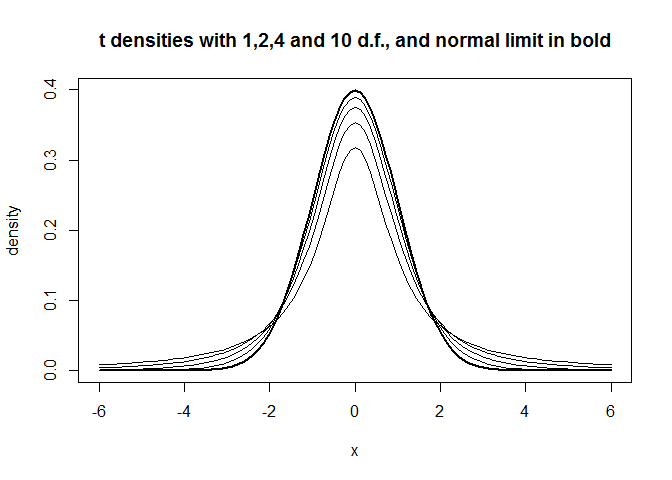 t densities with 1,2,4 and 10 d.f., and normal limit in bold
density
0.4
0.3
0.2
0.1
0.0
-6 -4 -2 0 2 4 6
x